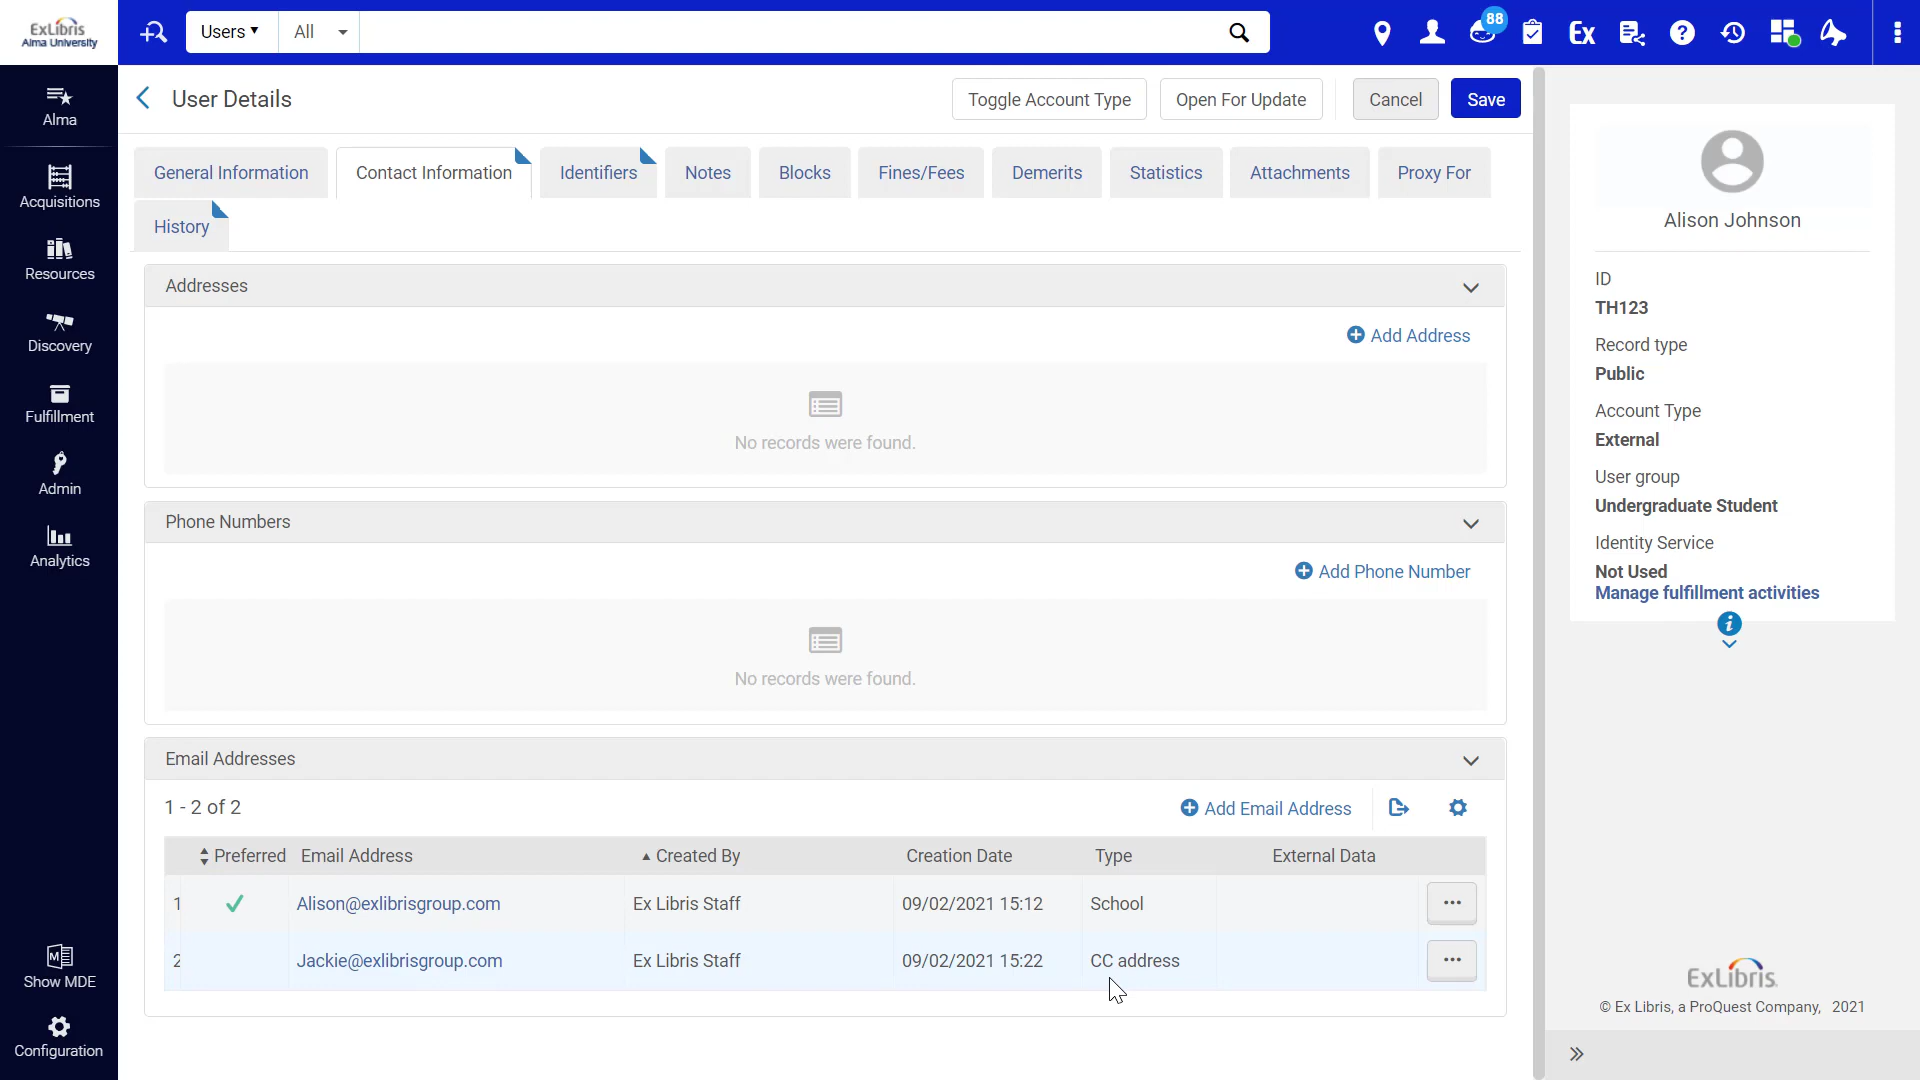 ExLibris
Alma University
Users
All
88
Ex
Alma
Acquisitions
Resources
Discovery
Fulfillment
Admin
Analytics
Show MDE
Configuration
User Details
Toggle Account Type
Open For Update
Cancel
Save
General Information
Contact Information
Identifiers
Notes
Blocks
Fines/Fees
Demerits
Statistics
Attachments
Proxy For
History
Addresses
Add Address
No records were found.
Phone Numbers
Add Phone Number
No records were found.
Email Addresses
1 - 2 of 2
Add Email Address
Preferred Email Address Created By Creation Date Type External Data
1 Alison@exlibrisgroup.com Ex Libris Staff 09/02/2021 15:12 School
2 Jackie@exlibrisgroup.com Ex Libris Staff 09/02/2021 15:22 CC address
Alison Johnson
ID
TH123
Record type
Public
Account Type
External
User group
Undergraduate Student
Identity Service
Not Used
Manage fulfillment activities
ExLibris
© Ex Libris, a ProQuest Company, 2021